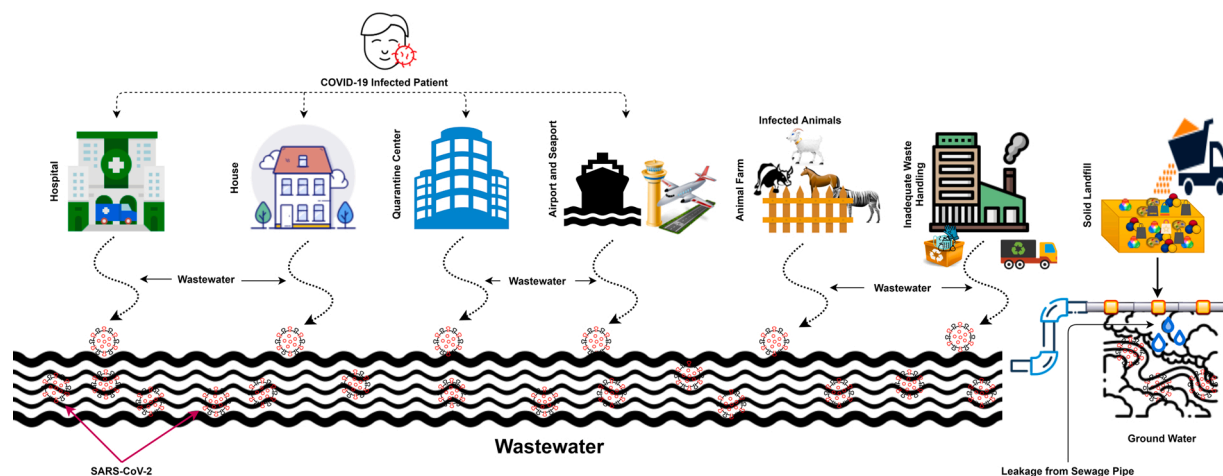 COVID-19 Infected Patient
Hospital
House
Quarantine Center
Airport and Seaport
Infected Animals
Animal Farm
Inadequate Waste
Handling
Solid Landfill
Wastewater
Wastewater
Wastewater
Wastewater
SARS-CoV-2
Ground Water
Leakage from Sewage Pipe